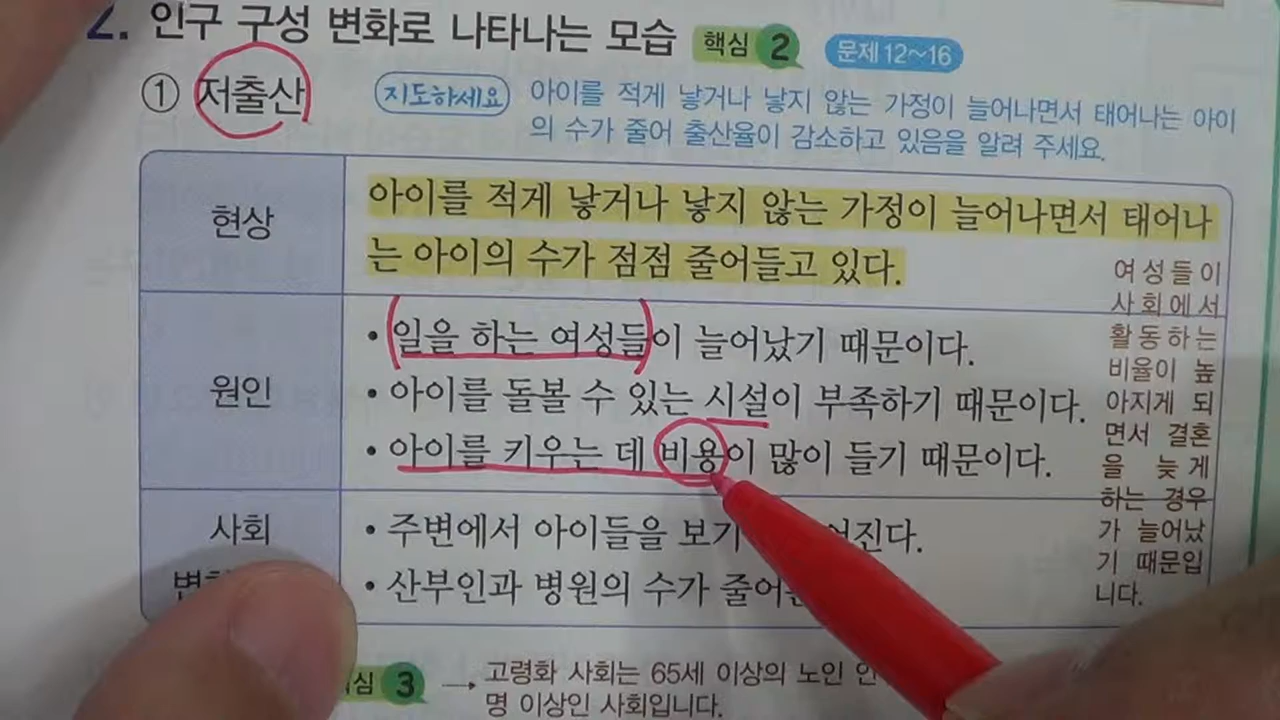 2. 인구 구성 변화로 나타나는 모습 핵심 2 문제 12~16
① 저출산 지도하세요 아이를 적게 낳거나 낳지 않는 가정이 늘어나면서 태어나는 아이
의 수가 줄어 출산율이 감소하고 있음을 알려 주세요.
현상
아이를 적게 낳거나 낳지 않는 가정이 늘어나면서 태어나
는 아이의 수가 점점 줄어들고 있다.
원인
• 일을 하는 여성들이 늘어났기 때문이다.
• 아이를 돌볼 수 있는 시설이 부족하기 때문이다.
• 아이를 키우는 데 비용이 많이 들기 때문이다.
여성들이
사회에서
활동하는
비율이 높
아지게 되
면서 결혼
을 늦게
하는 경우
가 늘어났
기 때문입
니다.
사회
• 주변에서 아이들을 보기
• 산부인과 병원의 수가
3 → 고령화 사회는 65세 이상의 노인
명 이상인 사회입니다.